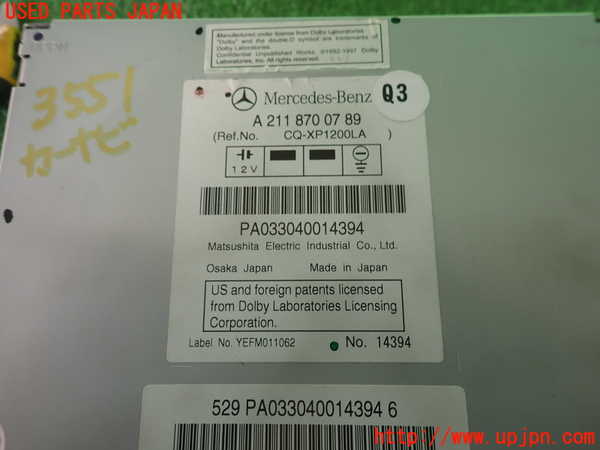 USED PARTS JAPAN
Manufactured under license from Dolby Laboratories.
"Dolby" and the double-D symbol are trademarks of
Dolby Laboratories.
Confidential Unpublished Works. ©1992-1997 Dolby
Laboratories, Inc. All rights reserved.
3551
カーナビ
Mercedes-Benz
Q3
A 211 870 07 89
(Ref.No. CQ-XP1200LA )
12V
PA033040014394
Matsushita Electric Industrial Co., Ltd.
Osaka Japan Made in Japan
US and foreign patents licensed
from Dolby Laboratories Licensing
Corporation.
Label No. YEFM011062 No. 14394
529 PA033040014394 6
http://www.upjpn.com/